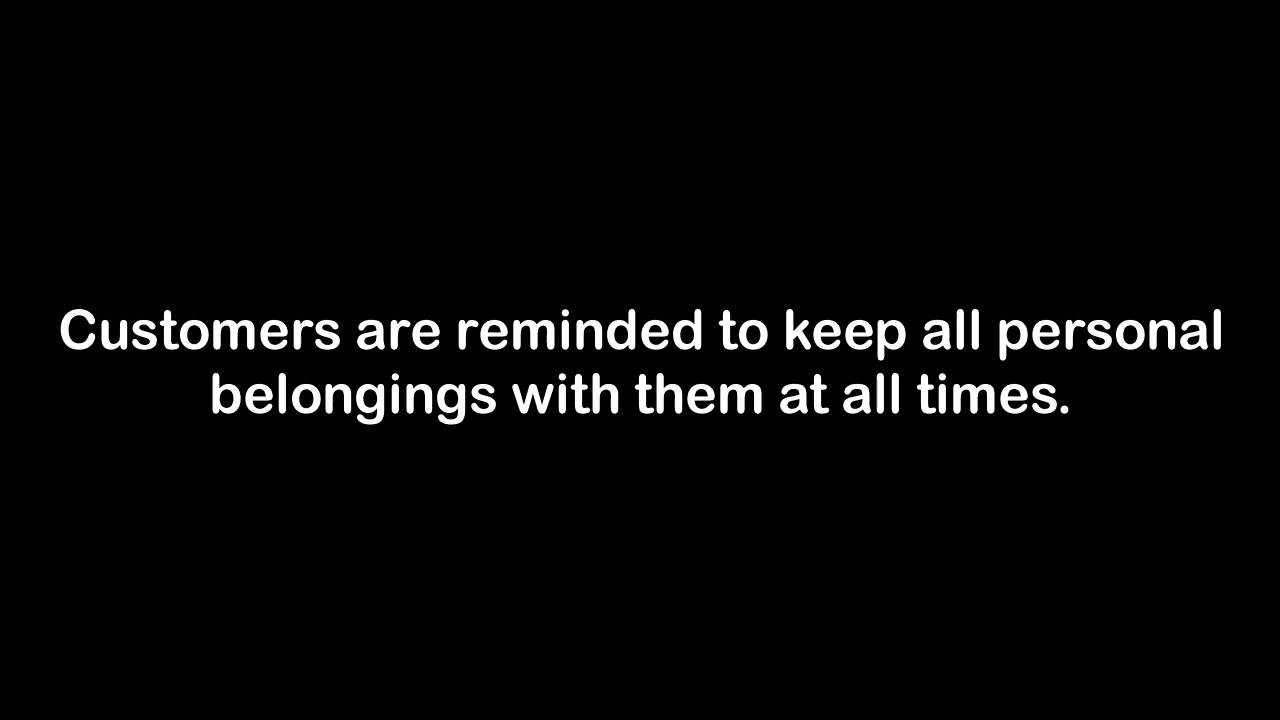 Customers are reminded to keep all personal
belongings with them at all times.